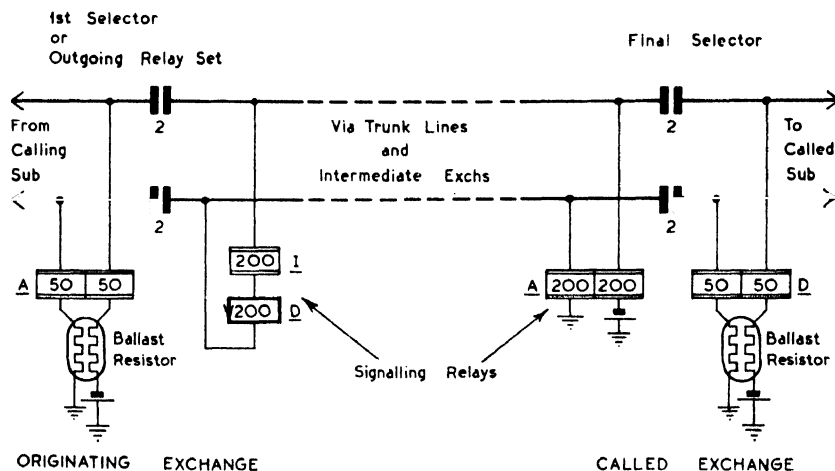 1st Selector
or
Outgoing Relay Set
Final Selector
2
2
From
Calling
Sub
Via Trunk Lines
and
Intermediate Exchs
To
Called
Sub
2
2
A 50 50
200 I
200 D
A 200 200
50 50 D
Ballast
Resistor
Signalling Relays
Ballast
Resistor
ORIGINATING EXCHANGE
CALLED EXCHANGE